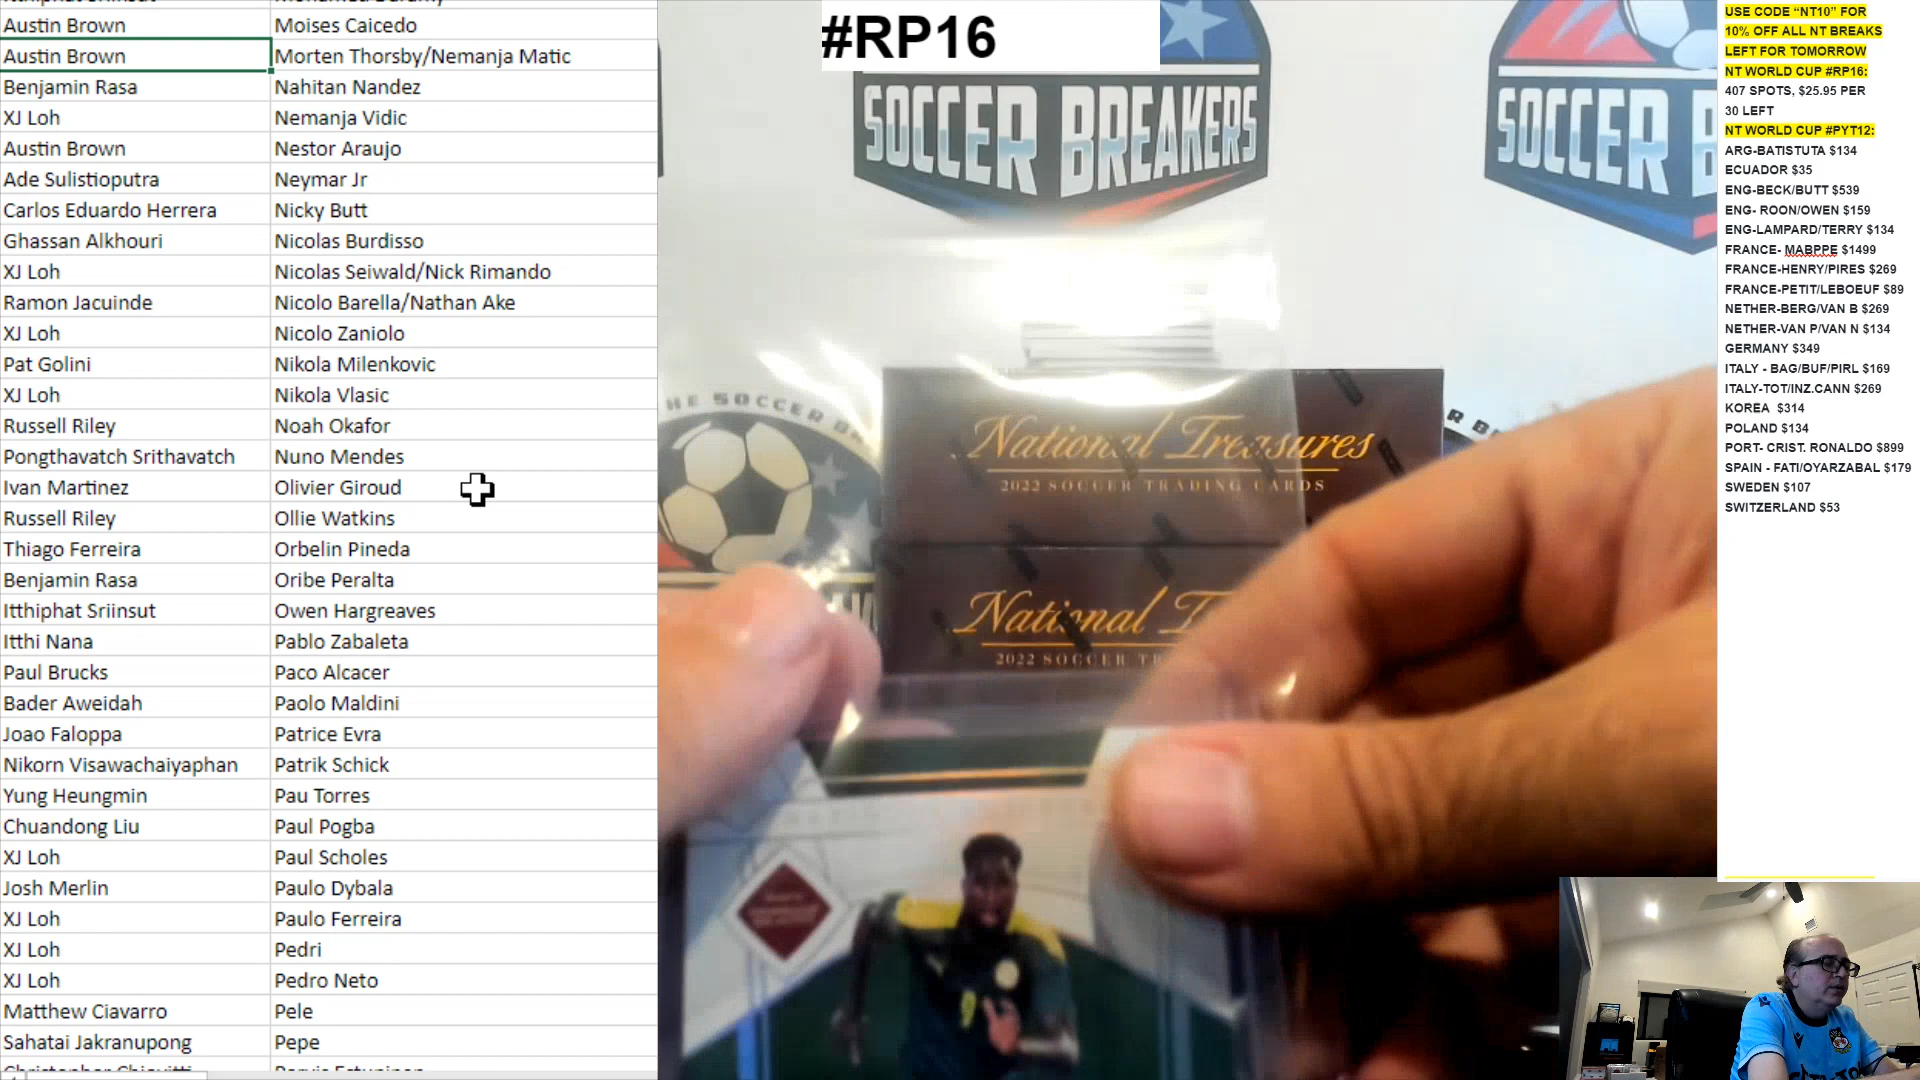 Austin Brown Moises Caicedo
Austin Brown Morten Thorsby/Nemanja Matic
Benjamin Rasa Nahitan Nandez
XJ Loh Nemanja Vidic
Austin Brown Nestor Araujo
Ade Sulistioputra Neymar Jr
Carlos Eduardo Herrera Nicky Butt
Ghassan Alkhouri Nicolas Burdisso
XJ Loh Nicolas Seiwald/Nick Rimando
Ramon Jacuinde Nicolo Barella/Nathan Ake
XJ Loh Nicolo Zaniolo
Pat Golini Nikola Milenkovic
XJ Loh Nikola Vlasic
Russell Riley Noah Okafor
Pongthavatch Srithavatch Nuno Mendes
Ivan Martinez Olivier Giroud
Russell Riley Ollie Watkins
Thiago Ferreira Orbelin Pineda
Benjamin Rasa Oribe Peralta
Itthiphat Sriinsut Owen Hargreaves
Itthi Nana Pablo Zabaleta
Paul Brucks Paco Alcacer
Bader Aweidah Paolo Maldini
Joao Faloppa Patrice Evra
Nikorn Visawachaiyaphan Patrik Schick
Yung Heungmin Pau Torres
Chuandong Liu Paul Pogba
XJ Loh Paul Scholes
Josh Merlin Paulo Dybala
XJ Loh Paulo Ferreira
XJ Loh Pedri
XJ Loh Pedro Neto
Matthew Ciavarro Pele
Sahatai Jakranupong Pepe
#RP16
SOCCER BREAKERS
SOCCER B
HE SOCCER BR
National Treasures
2022 SOCCER TRADING CARDS
National T
2022 SOCCER TR
USE CODE “NT10” FOR
10% OFF ALL NT BREAKS
LEFT FOR TOMORROW
NT WORLD CUP #RP16:
407 SPOTS, $25.95 PER
30 LEFT
NT WORLD CUP #PYT12:
ARG-BATISTUTA $134
ECUADOR $35
ENG-BECK/BUTT $539
ENG- ROON/OWEN $159
ENG-LAMPARD/TERRY $134
FRANCE- MABPPE $1499
FRANCE-HENRY/PIRES $269
FRANCE-PETIT/LEBOEUF $89
NETHER-BERG/VAN B $269
NETHER-VAN P/VAN N $134
GERMANY $349
ITALY - BAG/BUF/PIRL $169
ITALY-TOT/INZ.CANN $269
KOREA $314
POLAND $134
PORT- CRIST. RONALDO $899
SPAIN - FATI/OYARZABAL $179
SWEDEN $107
SWITZERLAND $53